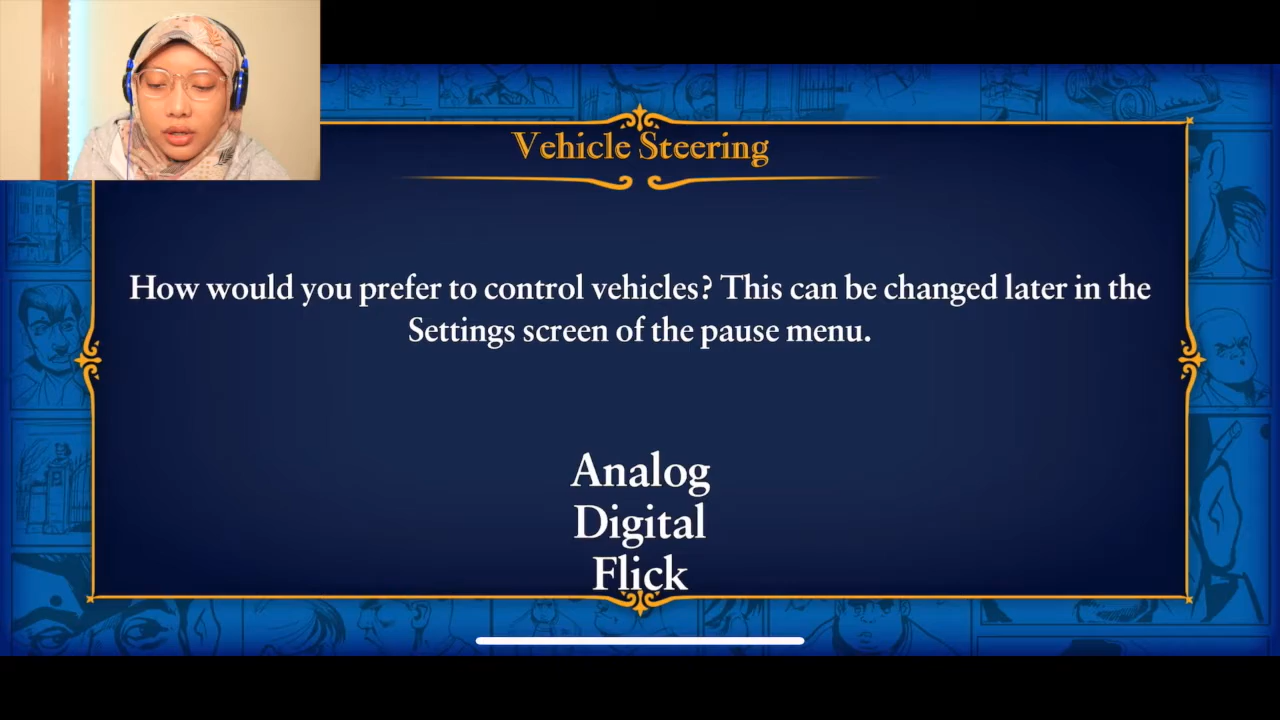 Vehicle Steering
How would you prefer to control vehicles? This can be changed later in the
Settings screen of the pause menu.
Analog
Digital
Flick